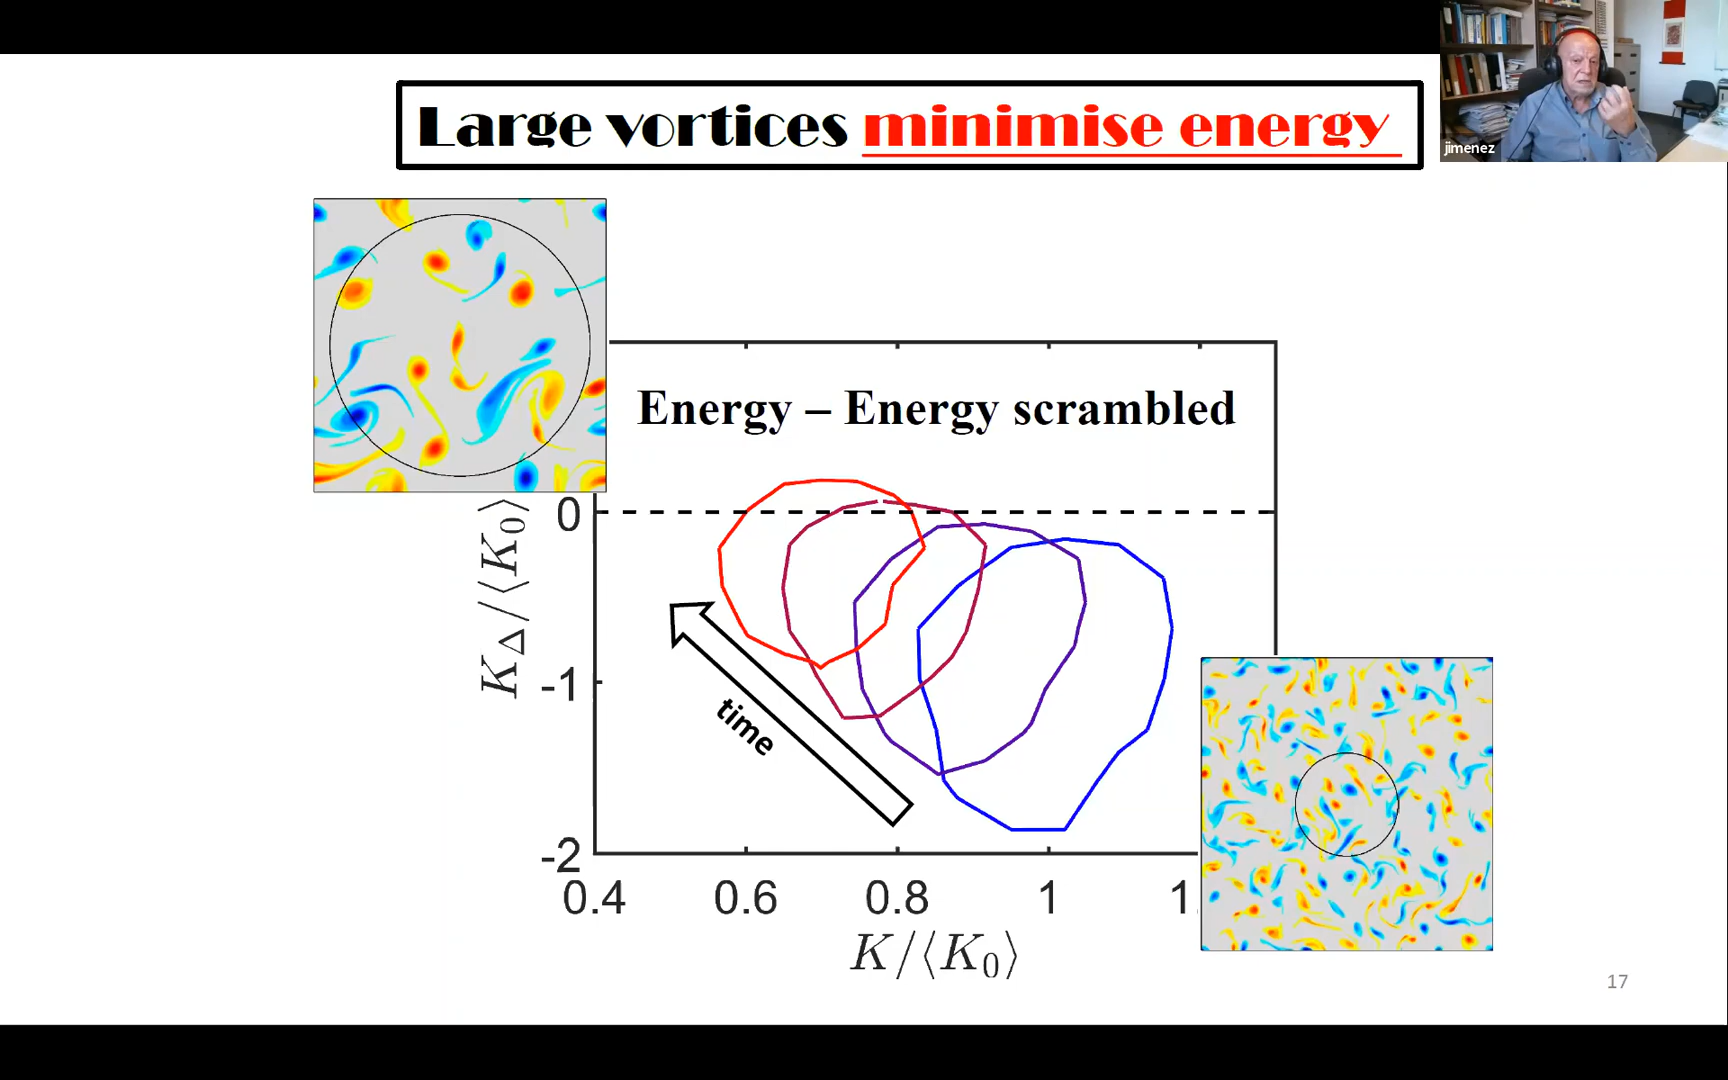 Large vortices minimise energy
jimenez
Energy – Energy scrambled
0
-1
-2
K_Δ/⟨K_0⟩
time
0.4 0.6 0.8 1 1.
K/⟨K_0⟩
17